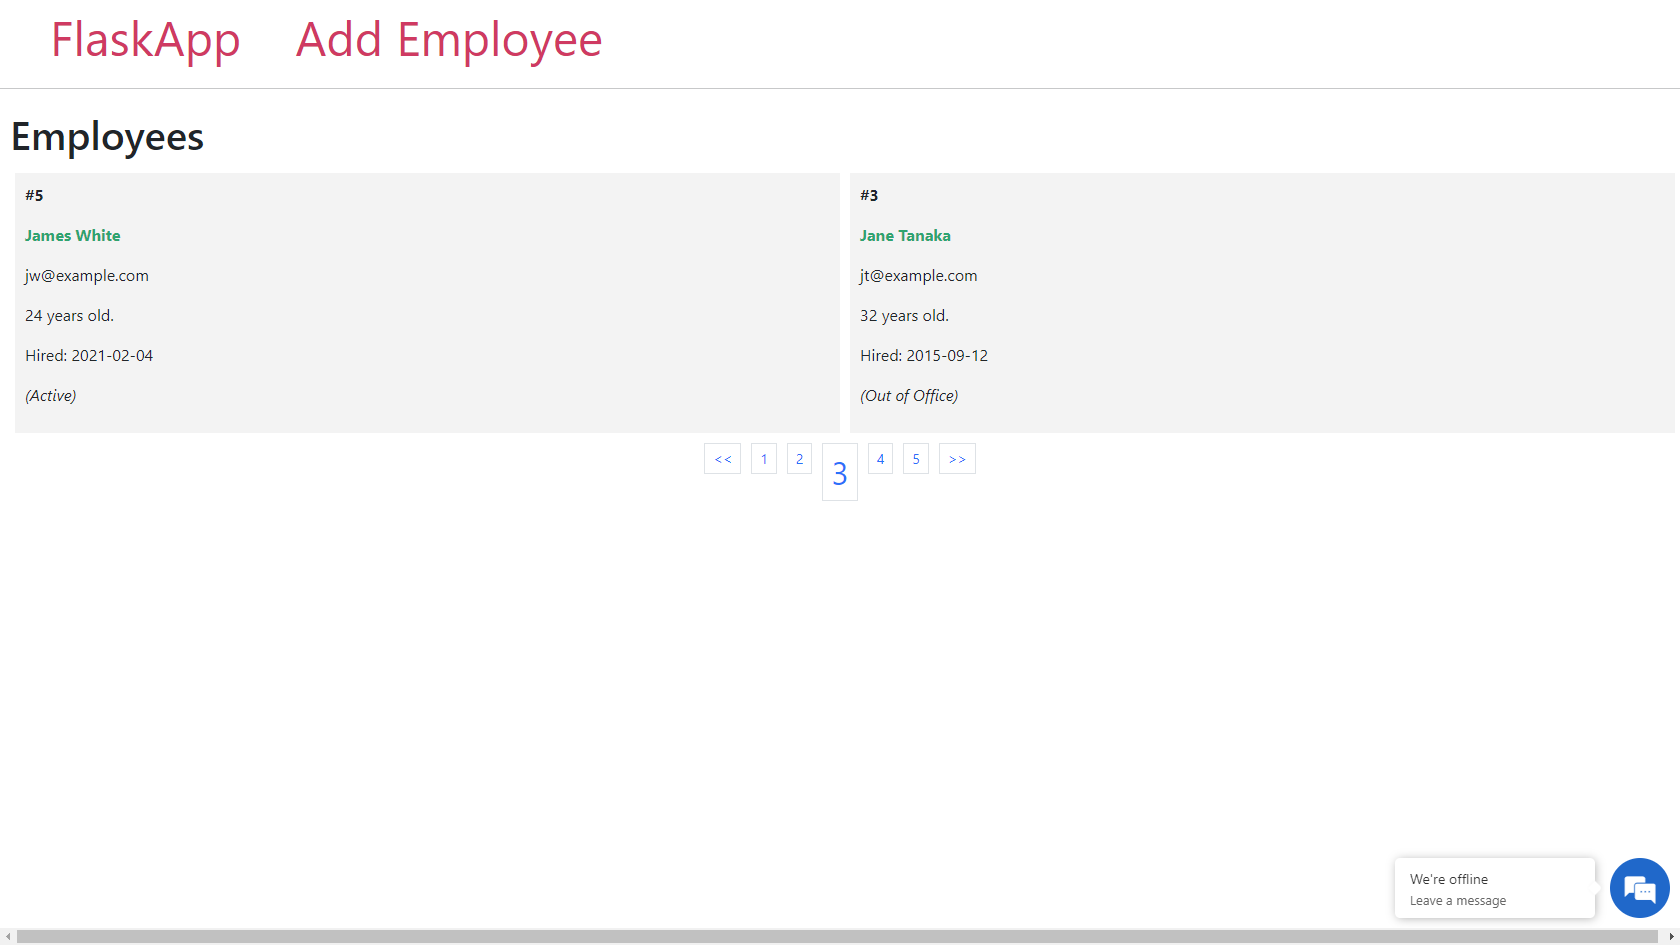 FlaskApp Add Employee
Employees
#5
James White
jw@example.com
24 years old.
Hired: 2021-02-04
(Active)
#3
Jane Tanaka
jt@example.com
32 years old.
Hired: 2015-09-12
(Out of Office)
<< 1 2 3 4 5 >>
We're offline
Leave a message